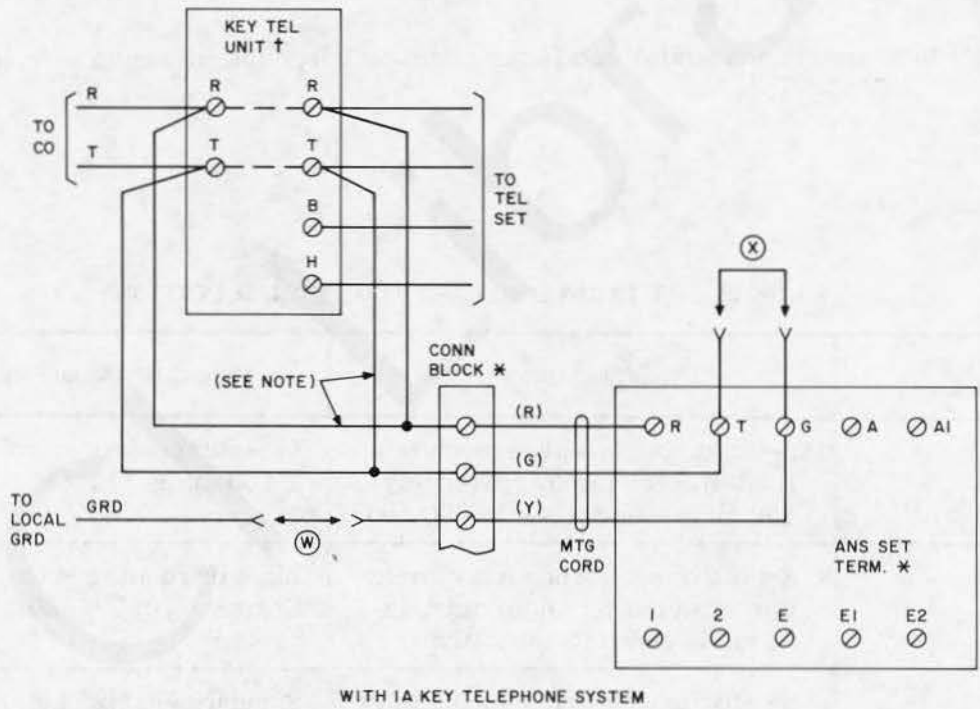 KEY TEL
UNIT †
R
R
R
TO
CO
T
T
T
TO
TEL
SET
B
H
X
CONN
BLOCK *
(SEE NOTE)
(R)
R
T
G
A
A1
(G)
TO
LOCAL
GRD
GRD
W
(Y)
MTG
CORD
ANS SET
TERM. *
1
2
E
E1
E2
WITH 1A KEY TELEPHONE SYSTEM